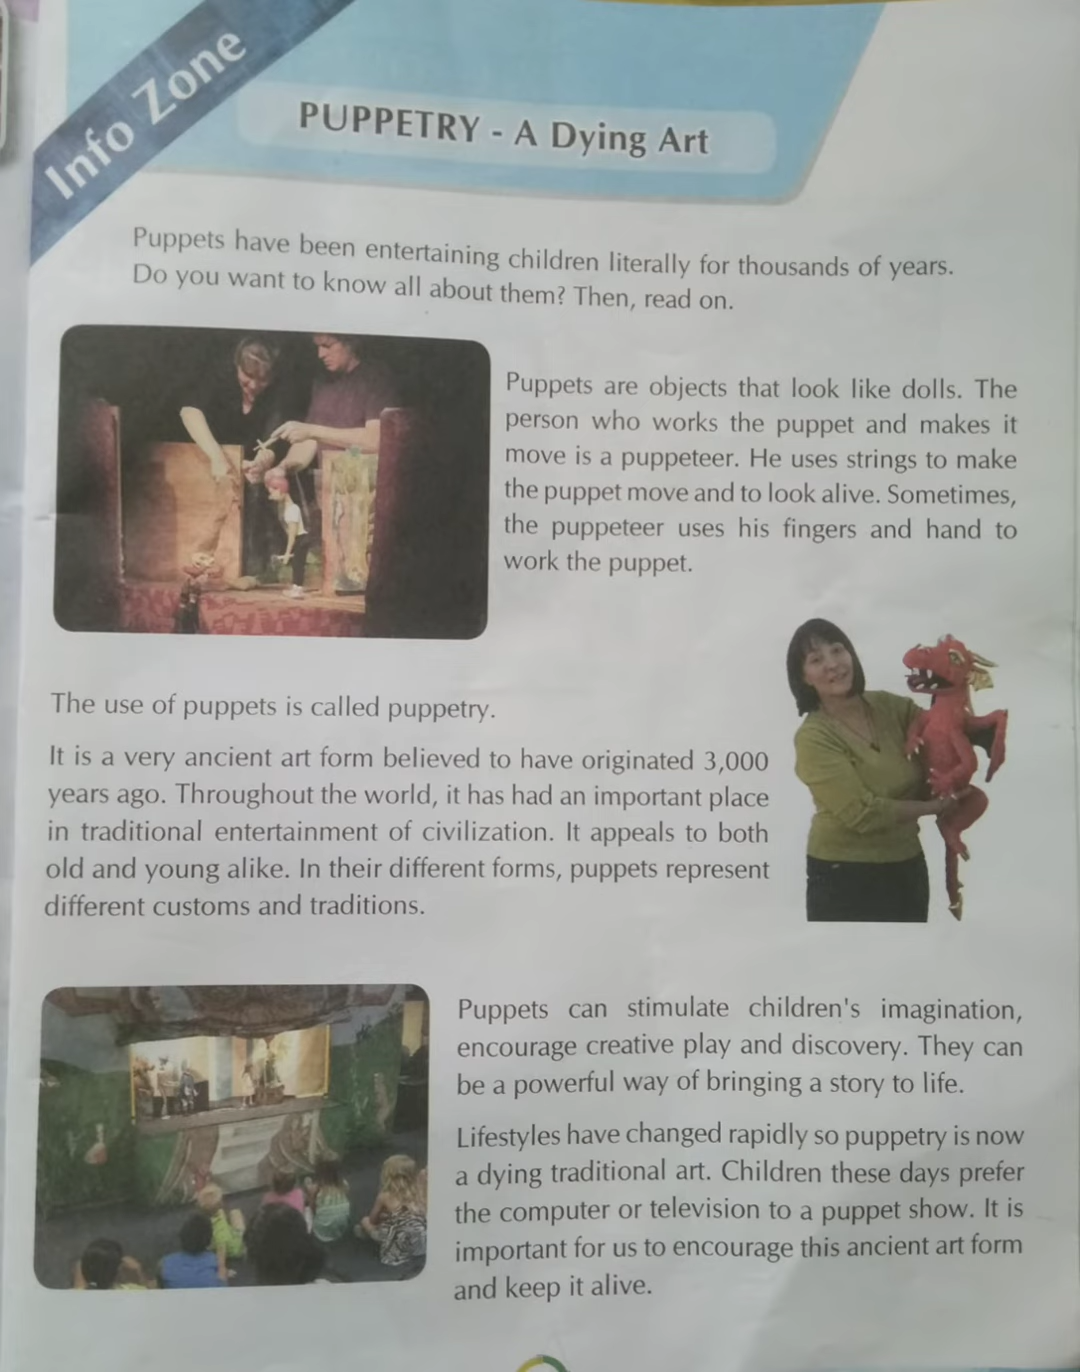 Info Zone
PUPPETRY - A Dying Art
Puppets have been entertaining children literally for thousands of years.
Do you want to know all about them? Then, read on.
Puppets are objects that look like dolls. The
person who works the puppet and makes it
move is a puppeteer. He uses strings to make
the puppet move and to look alive. Sometimes,
the puppeteer uses his fingers and hand to
work the puppet.
The use of puppets is called puppetry.
It is a very ancient art form believed to have originated 3,000
years ago. Throughout the world, it has had an important place
in traditional entertainment of civilization. It appeals to both
old and young alike. In their different forms, puppets represent
different customs and traditions.
Puppets can stimulate children's imagination,
encourage creative play and discovery. They can
be a powerful way of bringing a story to life.
Lifestyles have changed rapidly so puppetry is now
a dying traditional art. Children these days prefer
the computer or television to a puppet show. It is
important for us to encourage this ancient art form
and keep it alive.